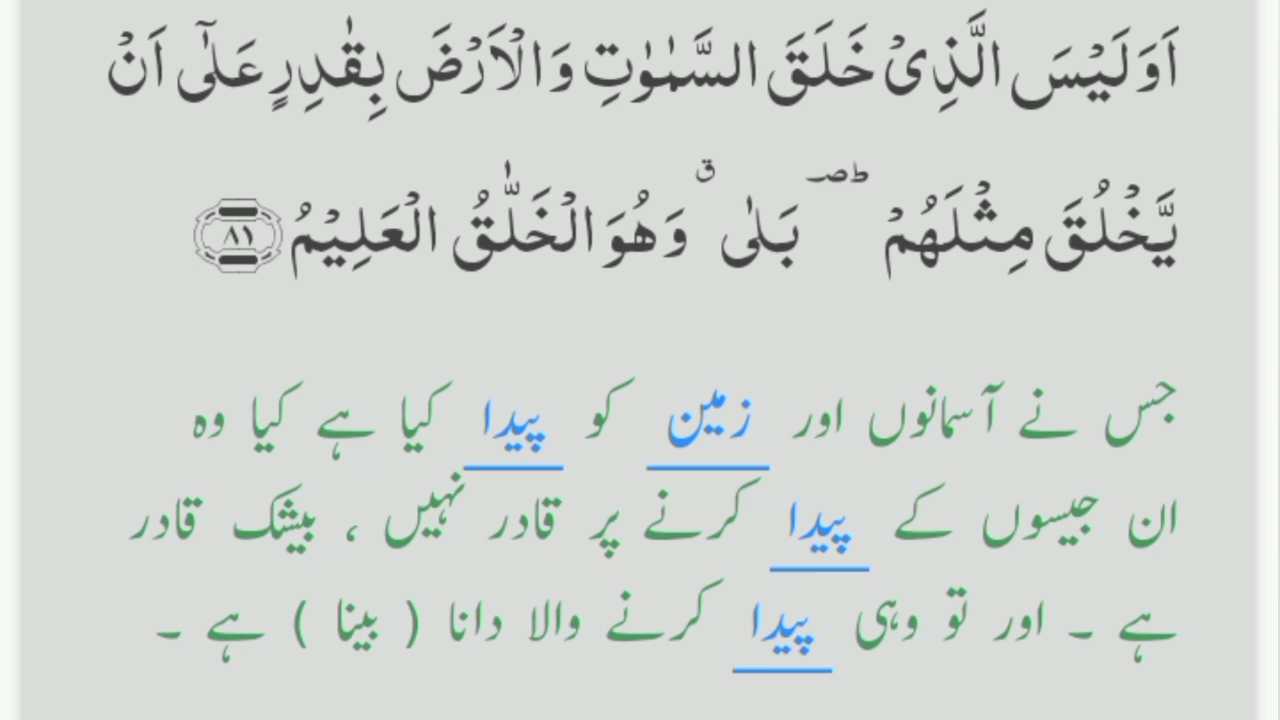 اَوَلَیۡسَ الَّذِیۡ خَلَقَ السَّمٰوٰتِ وَالۡاَرۡضَ بِقٰدِرٍ عَلٰۤی اَنۡ
یَّخۡلُقَ مِثۡلَہُمۡ ؕ؃ بَلٰی ٭ وَہُوَ الۡخَلّٰقُ الۡعَلِیۡمُ ﴿۸۱﴾
جس نے آسمانوں اور زمین کو پیدا کیا ہے کیا وہ
ان جیسوں کے پیدا کرنے پر قادر نہیں ، بیشک قادر
ہے ۔ اور تو وہی پیدا کرنے والا دانا ( بینا ) ہے ۔